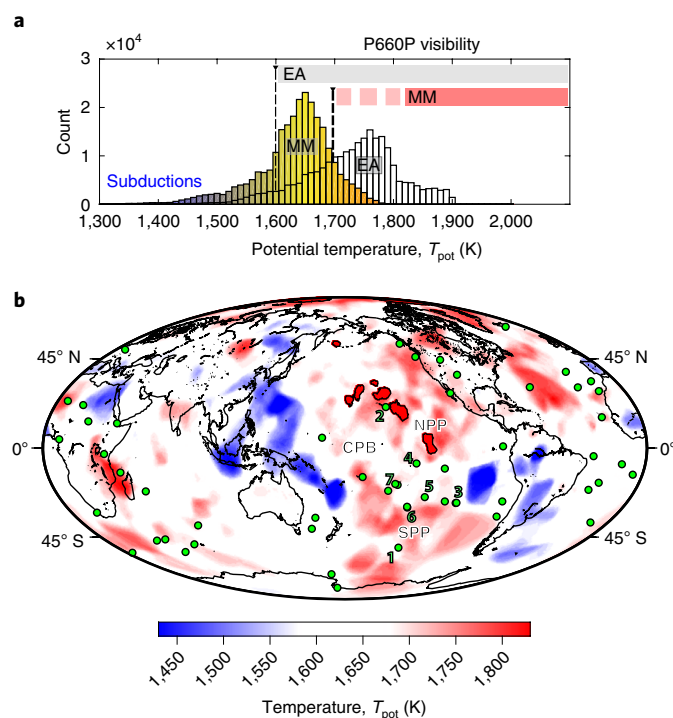 a
P660P visibility
×10⁴
3
2
1
0
Count
EA
MM
MM
EA
Subductions
1,300 1,400 1,500 1,600 1,700 1,800 1,900 2,000
Potential temperature, Tpot (K)
b
45° N 45° N
2
NPP
CPB
0° 0°
4
7 5 3
6
SPP
45° S 45° S
1
1,450 1,500 1,550 1,600 1,650 1,700 1,750 1,800
Temperature, Tpot (K)